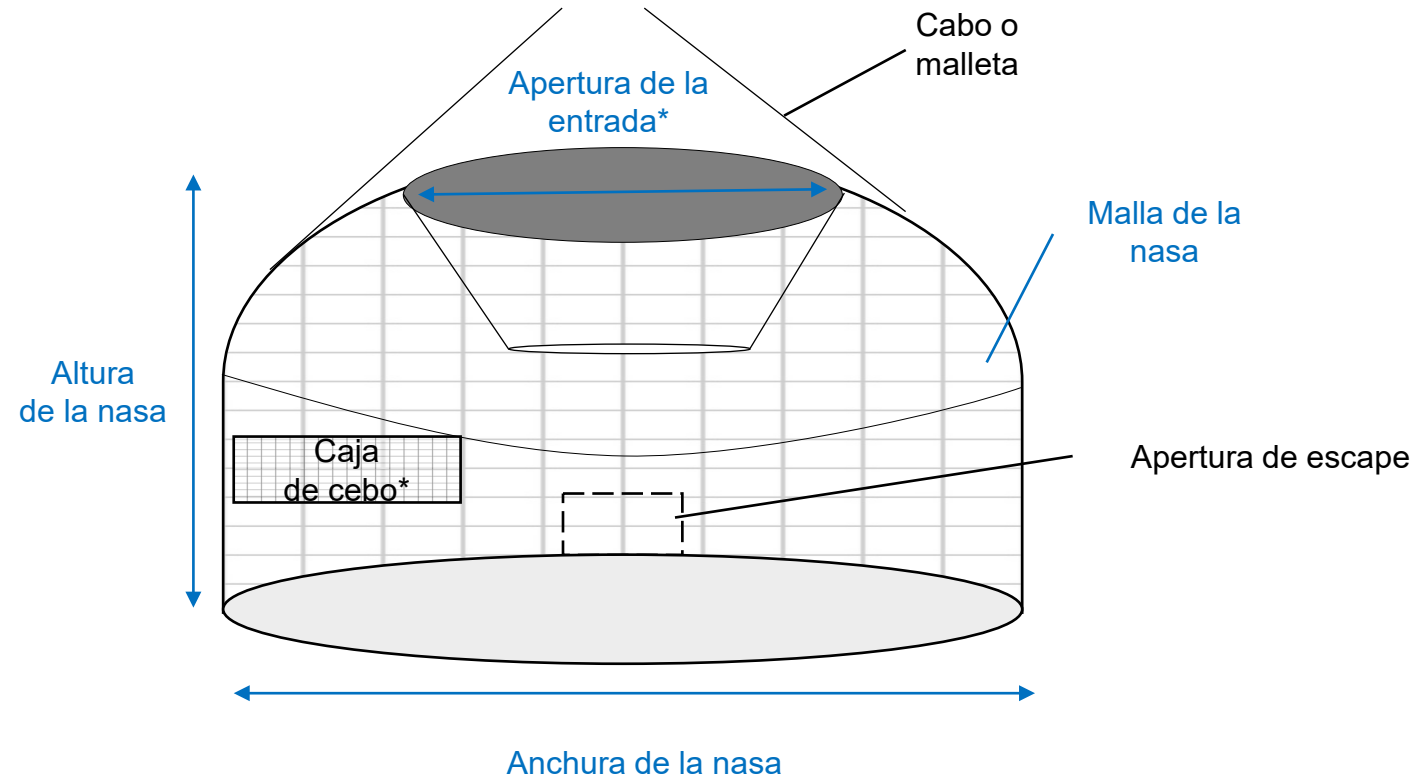 Cabo o
malleta
Apertura de la
entrada*
Malla de la
nasa
Altura
de la nasa
Caja
de cebo*
Apertura de escape
Anchura de la nasa